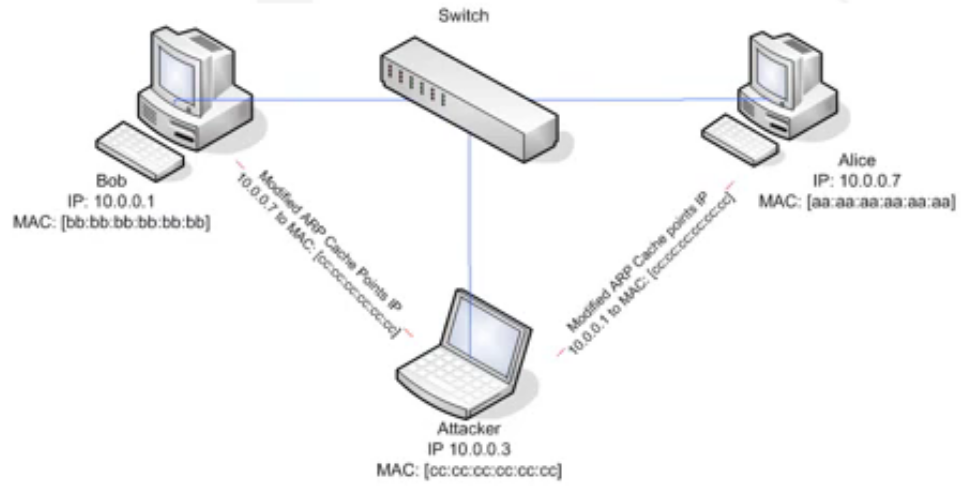 Switch
Bob
IP: 10.0.0.1
MAC: [bb:bb:bb:bb:bb:bb]
Alice
IP: 10.0.0.7
MAC: [aa:aa:aa:aa:aa:aa]
Modified ARP Cache Points IP
10.0.0.7 to MAC: [cc:cc:cc:cc:cc:cc]
Modified ARP Cache points IP
10.0.0.1 to MAC: [cc:cc:cc:cc:cc:cc]
Attacker
IP 10.0.0.3
MAC: [cc:cc:cc:cc:cc:cc]